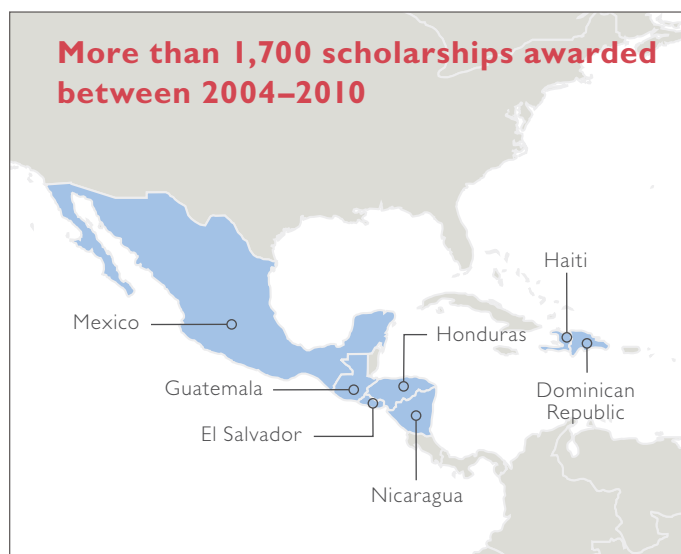 More than 1,700 scholarships awarded
between 2004–2010
Haiti
Mexico
Honduras
Guatemala
Dominican
Republic
El Salvador
Nicaragua